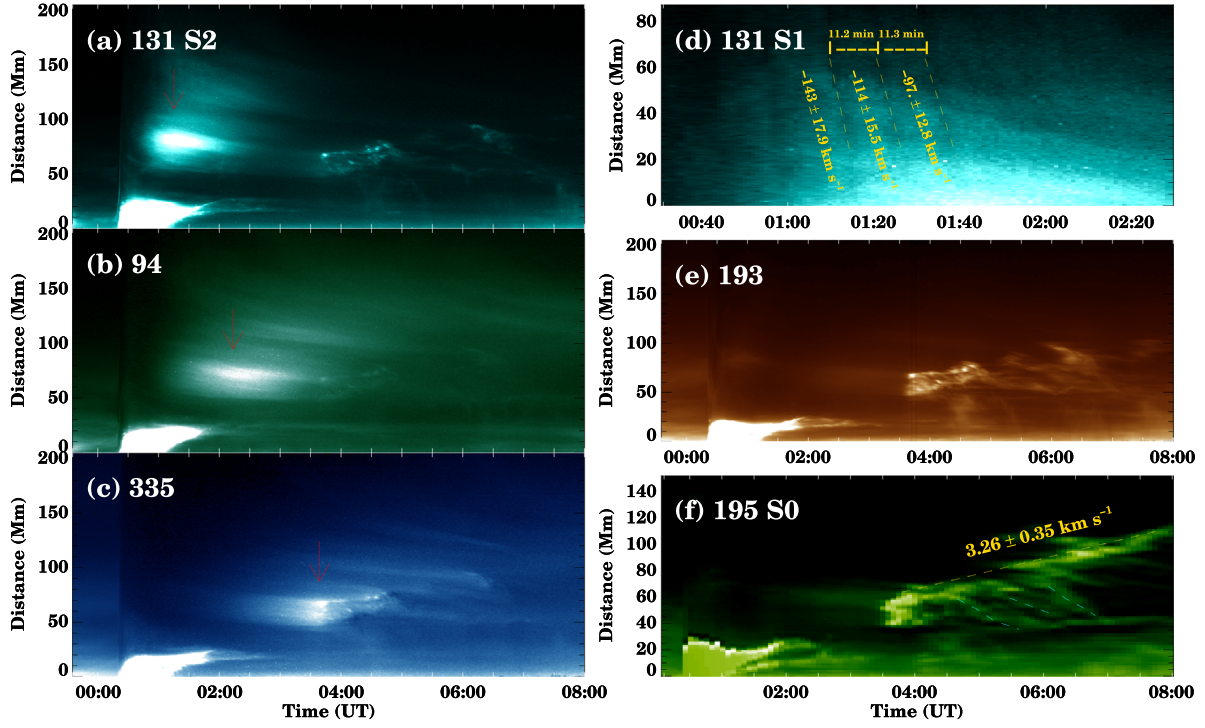 (a) 131 S2
200
150
100
50
0
Distance (Mm)
(b) 94
200
150
100
50
0
Distance (Mm)
(c) 335
200
150
100
50
0
Distance (Mm)
00:00 02:00 04:00 06:00 08:00
Time (UT)
(d) 131 S1
11.2 min 11.3 min
−143 ± 17.9 km s⁻¹
−114 ± 15.5 km s⁻¹
−97. ± 12.8 km s⁻¹
80
60
40
20
0
Distance (Mm)
00:40 01:00 01:20 01:40 02:00 02:20
(e) 193
200
150
100
50
0
Distance (Mm)
00:00 02:00 04:00 06:00 08:00
(f) 195 S0
3.26 ± 0.35 km s⁻¹
140
120
100
80
60
40
20
0
Distance (Mm)
02:00 04:00 06:00 08:00
Time (UT)